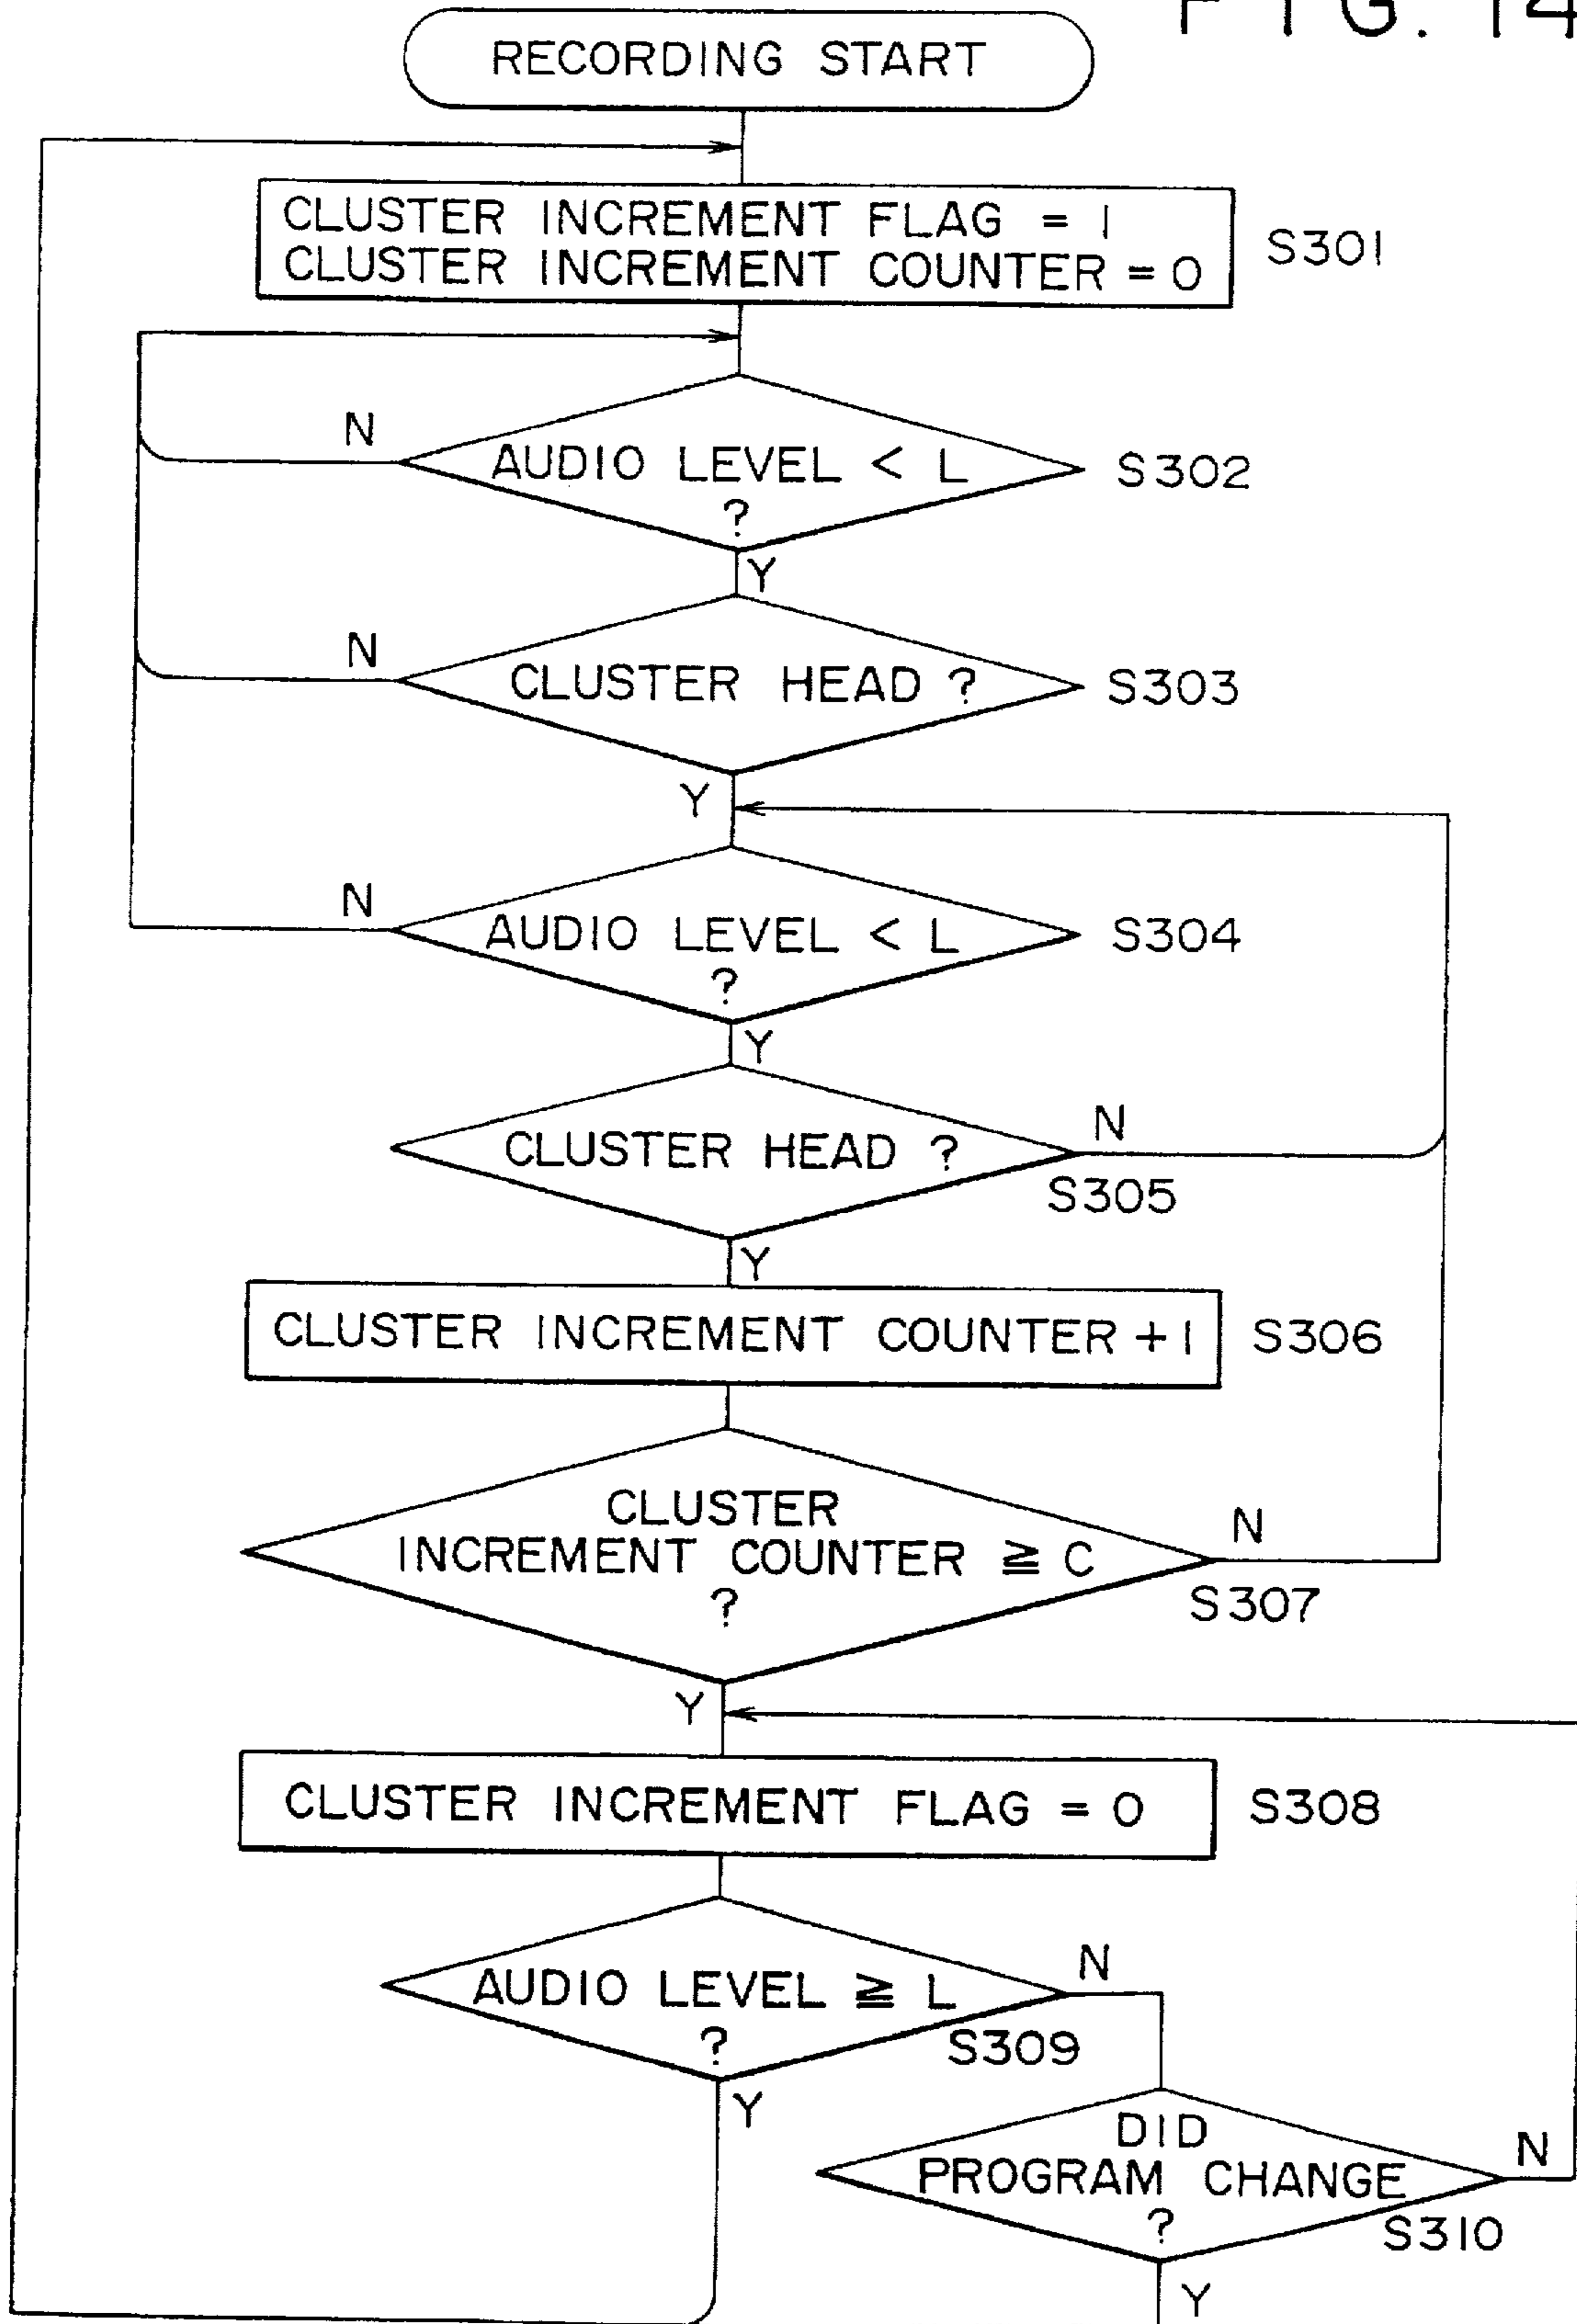 FIG. 14
RECORDING START
CLUSTER INCREMENT FLAG = 1
CLUSTER INCREMENT COUNTER = 0
S301
N
AUDIO LEVEL < L
?
S302
Y
N
CLUSTER HEAD ?
S303
Y
N
AUDIO LEVEL < L
?
S304
Y
CLUSTER HEAD ?
N
S305
Y
CLUSTER INCREMENT COUNTER +1
S306
CLUSTER
INCREMENT COUNTER ≧ C
?
N
S307
Y
CLUSTER INCREMENT FLAG = 0
S308
AUDIO LEVEL ≧ L
?
N
S309
Y
DID
PROGRAM CHANGE
?
N
S310
Y